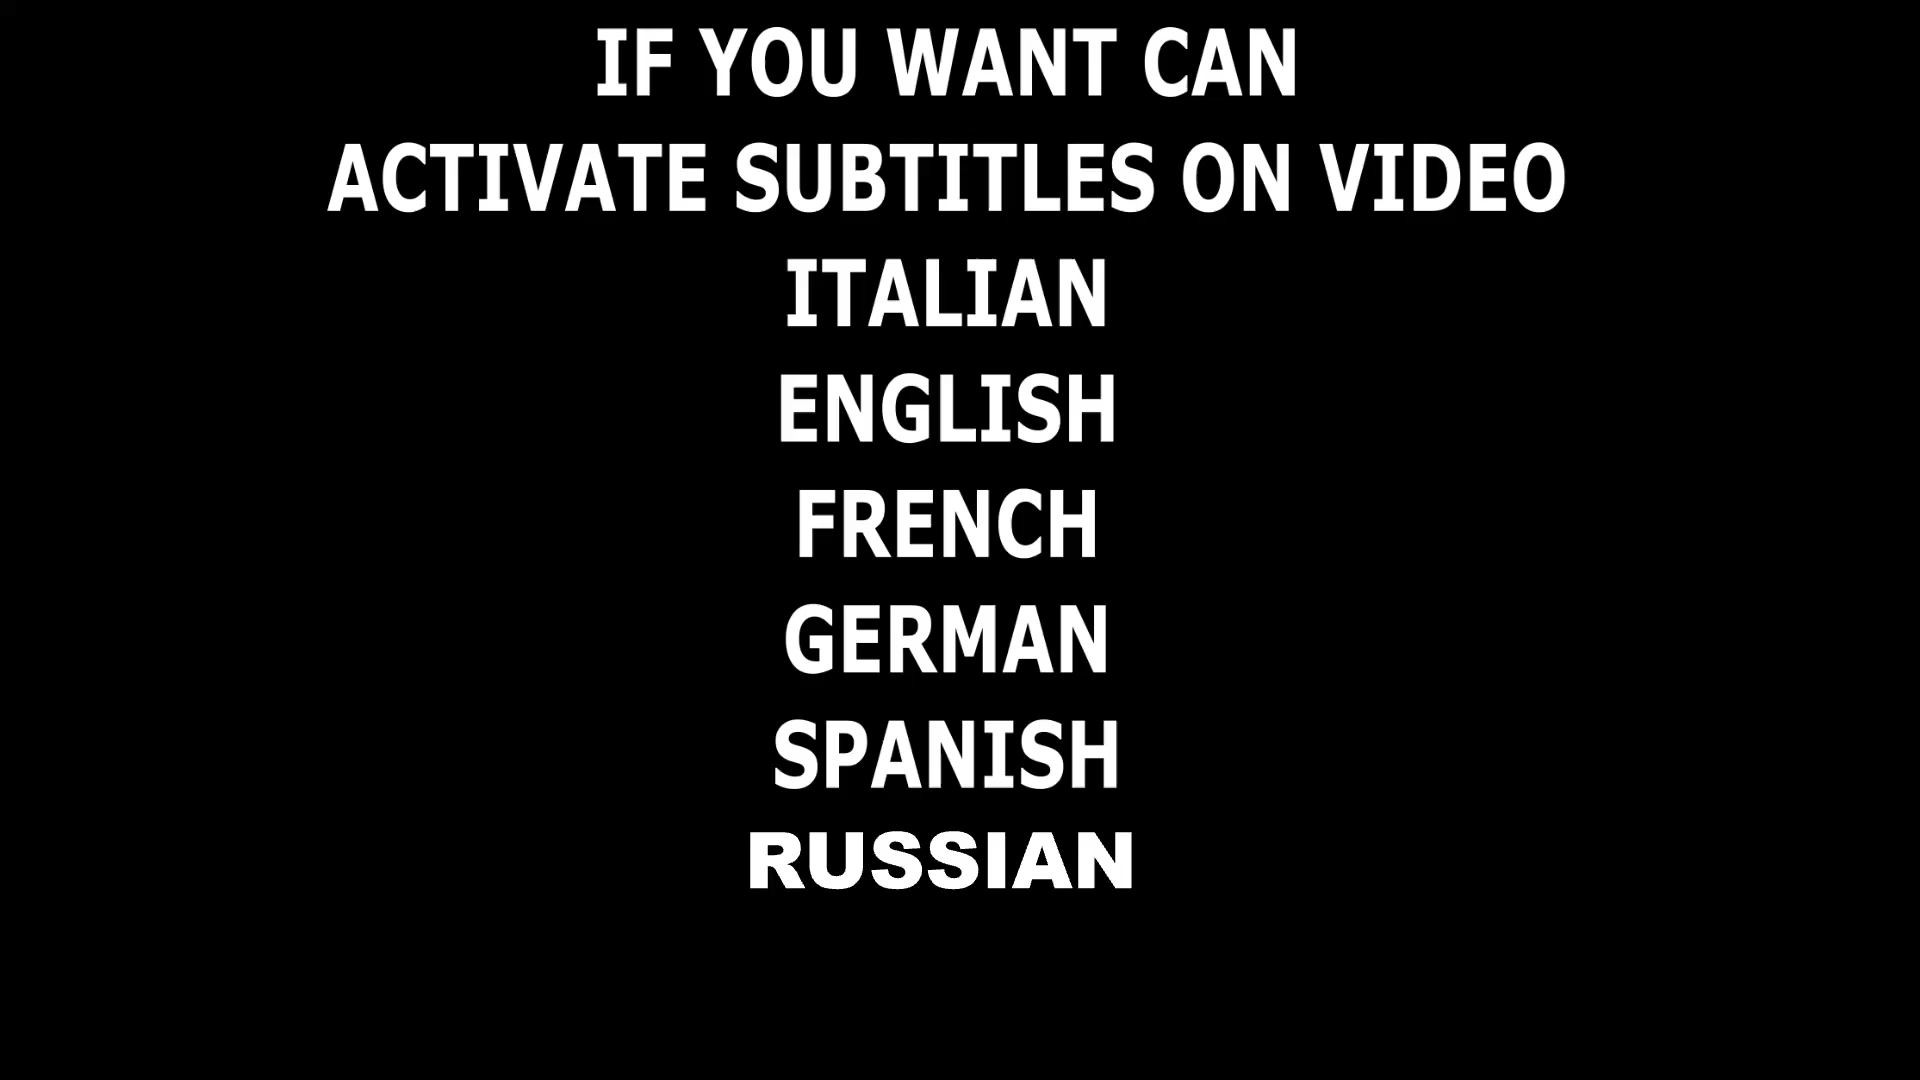 IF YOU WANT CAN
ACTIVATE SUBTITLES ON VIDEO
ITALIAN
ENGLISH
FRENCH
GERMAN
SPANISH
RUSSIAN